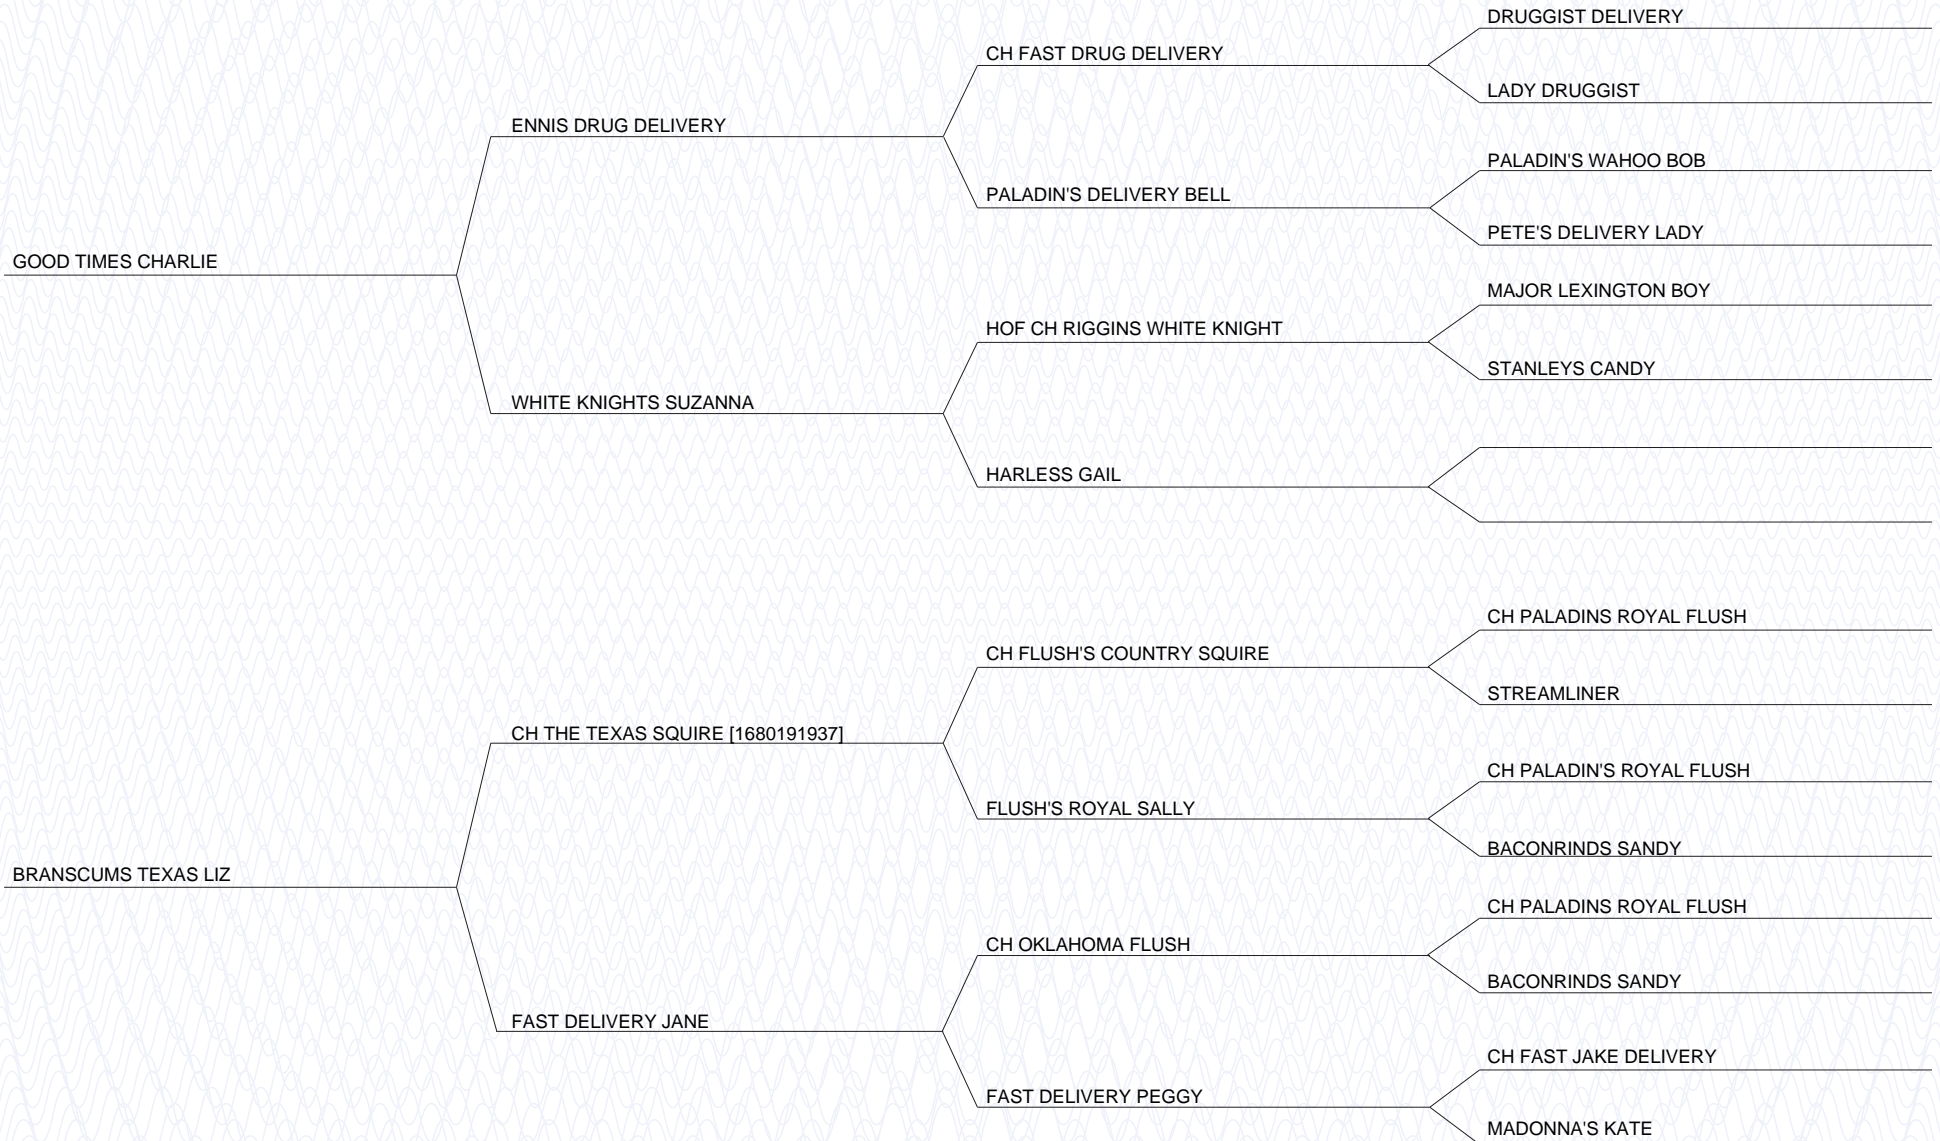 DRUGGIST DELIVERY
CH FAST DRUG DELIVERY
LADY DRUGGIST
ENNIS DRUG DELIVERY
PALADIN'S WAHOO BOB
PALADIN'S DELIVERY BELL
PETE'S DELIVERY LADY
GOOD TIMES CHARLIE
MAJOR LEXINGTON BOY
HOF CH RIGGINS WHITE KNIGHT
STANLEYS CANDY
WHITE KNIGHTS SUZANNA
HARLESS GAIL
CH PALADINS ROYAL FLUSH
CH FLUSH'S COUNTRY SQUIRE
STREAMLINER
CH THE TEXAS SQUIRE [1680191937]
CH PALADIN'S ROYAL FLUSH
FLUSH'S ROYAL SALLY
BACONRINDS SANDY
BRANSCUMS TEXAS LIZ
CH PALADINS ROYAL FLUSH
CH OKLAHOMA FLUSH
BACONRINDS SANDY
FAST DELIVERY JANE
CH FAST JAKE DELIVERY
FAST DELIVERY PEGGY
MADONNA'S KATE